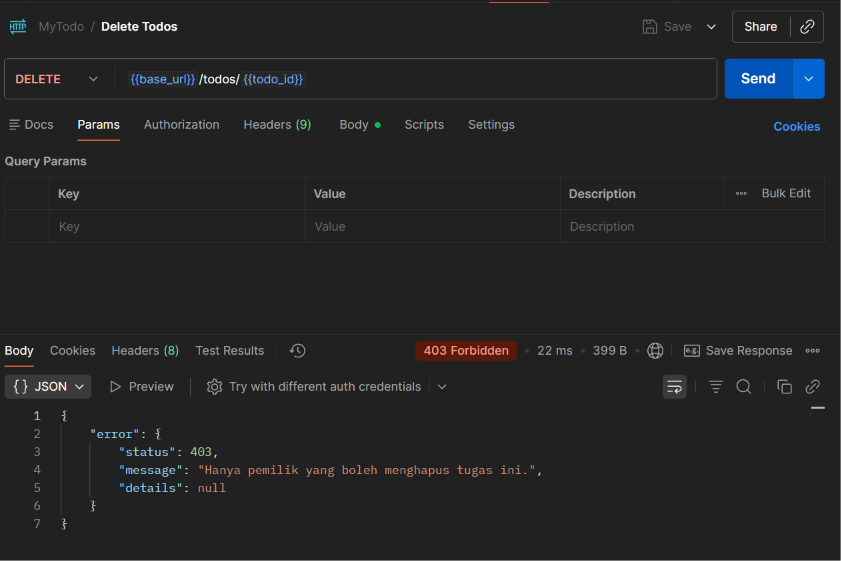 HTTP MyTodo / Delete Todos Save Share
DELETE {{base_url}} /todos/ {{todo_id}} Send
Docs Params Authorization Headers (9) Body Scripts Settings Cookies
Query Params
Key Value Description ••• Bulk Edit
Key Value Description
Body Cookies Headers (8) Test Results 403 Forbidden • 22 ms • 399 B • e.g. Save Response •••
{ } JSON Preview Try with different auth credentials
1 {
2 "error": {
3 "status": 403,
4 "message": "Hanya pemilik yang boleh menghapus tugas ini.",
5 "details": null
6 }
7 }